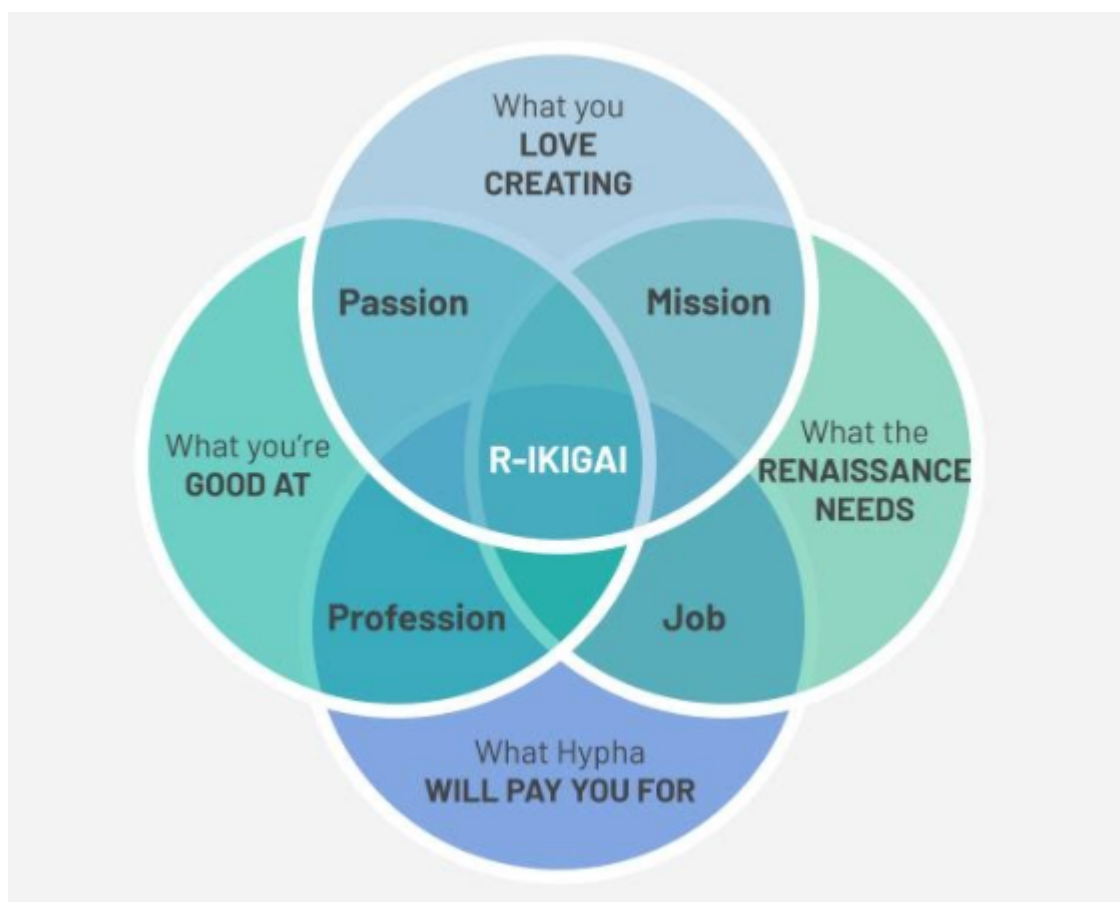 What you
LOVE
CREATING
Passion
Mission
What you're
GOOD AT
R-IKIGAI
What the
RENAISSANCE
NEEDS
Profession
Job
What Hypha
WILL PAY YOU FOR